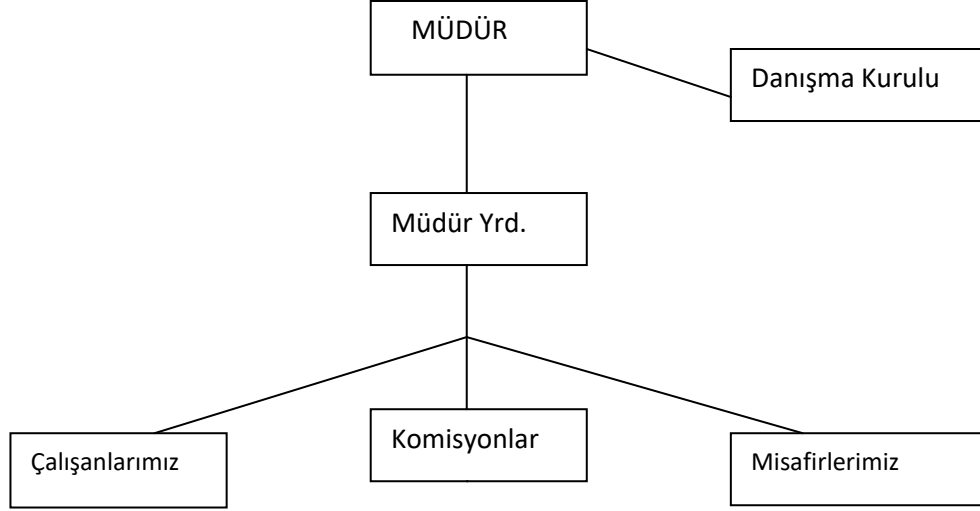 MÜDÜR
Danışma Kurulu
Müdür Yrd.
Çalışanlarımız
Komisyonlar
Misafirlerimiz